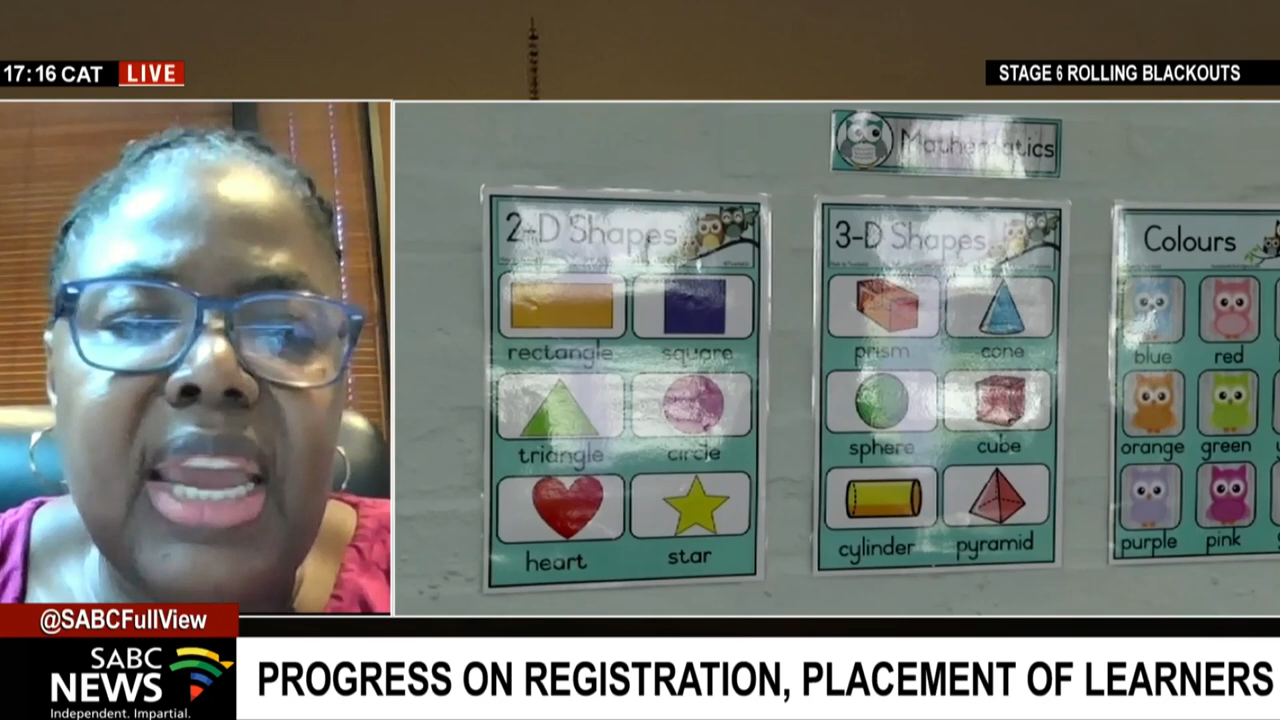 17:16 CAT LIVE
STAGE 6 ROLLING BLACKOUTS
Mathematics
2-D Shapes
rectangle square
triangle circle
heart star
3-D Shapes
prism cone
sphere cube
cylinder pyramid
Colours
blue red
orange green
purple pink
@SABCFullView
SABC
NEWS
Independent. Impartial.
PROGRESS ON REGISTRATION, PLACEMENT OF LEARNERS